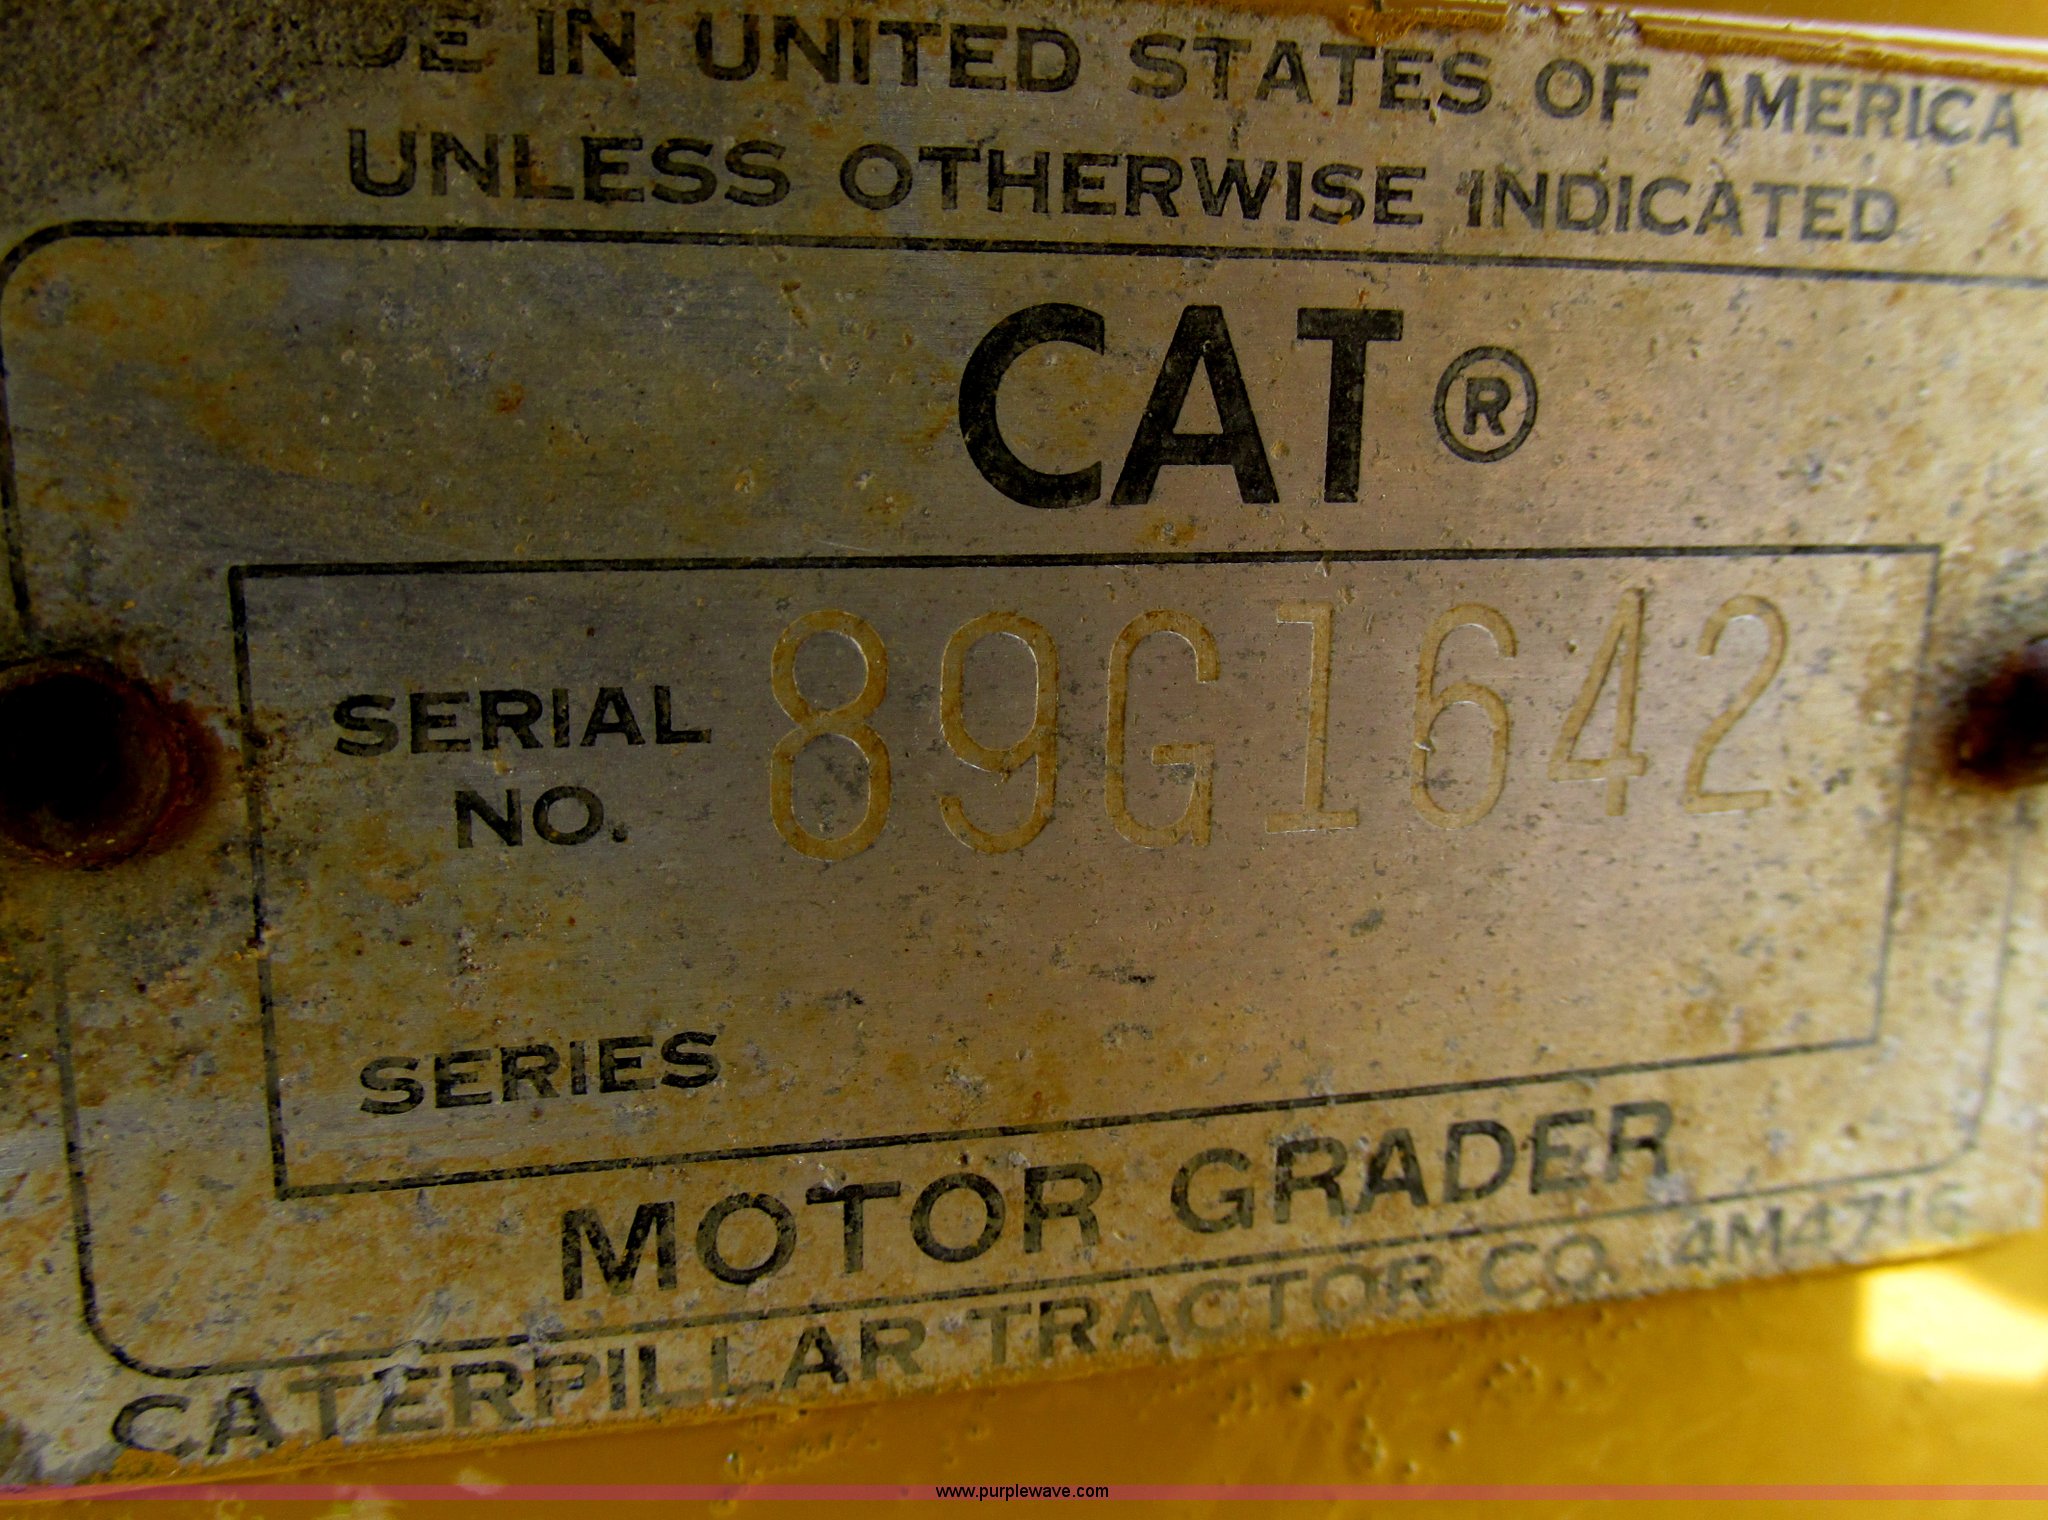 IN UNITED STATES OF AMERICA
UNLESS OTHERWISE INDICATED
CAT ®
SERIAL NO. 89G1642
SERIES
MOTOR GRADER
CATERPILLAR TRACTOR CO. 4M4716
www.purplewave.com